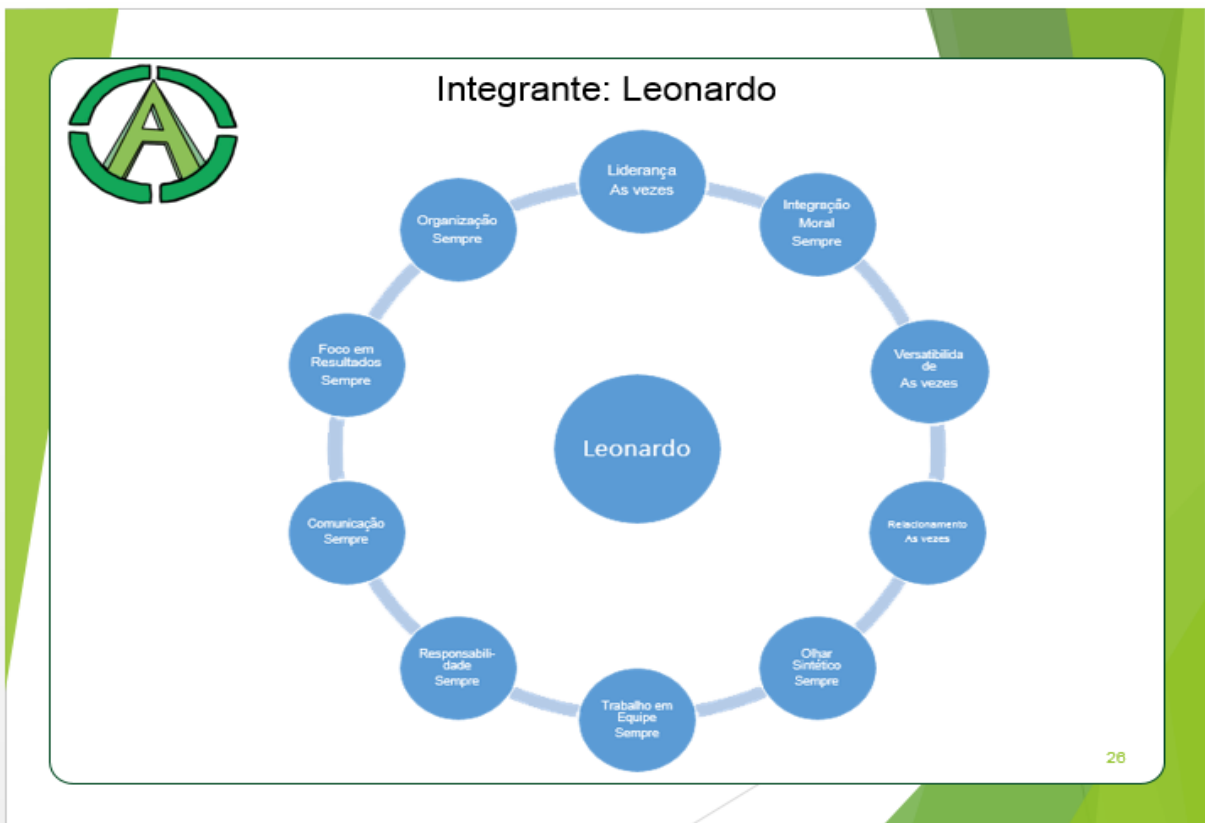 Integrante: Leonardo
A
Liderança
As vezes
Integração
Moral
Sempre
Versatibilida
de
As vezes
Relacionamento
As vezes
Olhar
Sintético
Sempre
Trabalho em
Equipe
Sempre
Responsabili-
dade
Sempre
Comunicação
Sempre
Foco em
Resultados
Sempre
Organização
Sempre
Leonardo
26